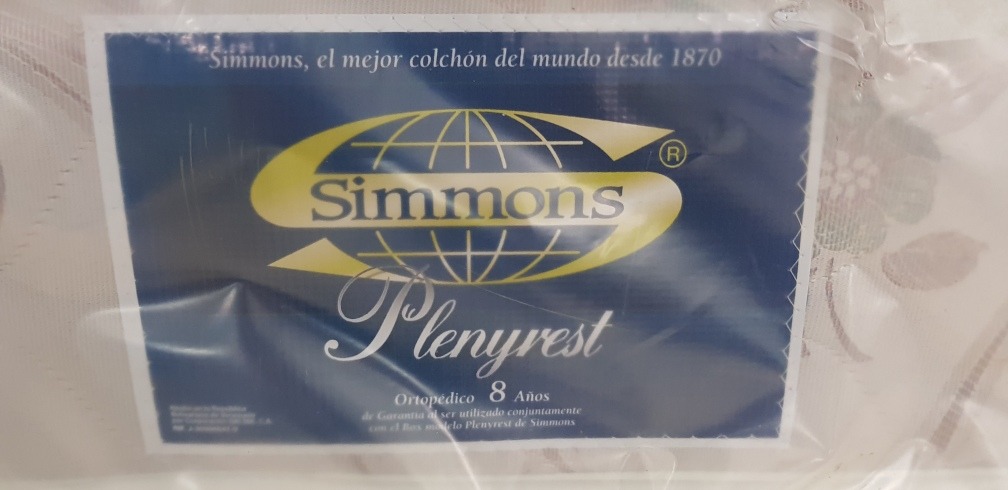 Simmons, el mejor colchón del mundo desde 1870
®
Simmons
Plenyrest
Ortopédico 8 Años
de Garantía al ser utilizado conjuntamente
con el Box modelo Plenyrest de Simmons